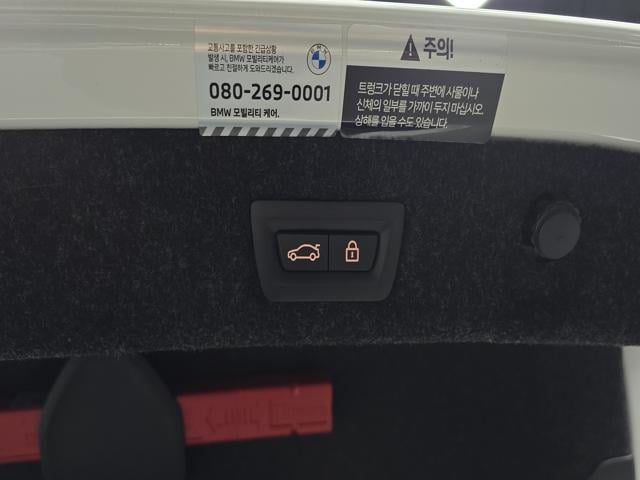 교통사고를 포함한 긴급상황
발생 시, BMW 모빌리티케어가
빠르고 친절하게 도와드리겠습니다.
BMW
080-269-0001
BMW 모빌리티 케어.
주의!
트렁크가 닫힐 때 주변에 사물이나
신체의 일부를 가까이 두지 마십시오.
상해를 입을 수도 있습니다.